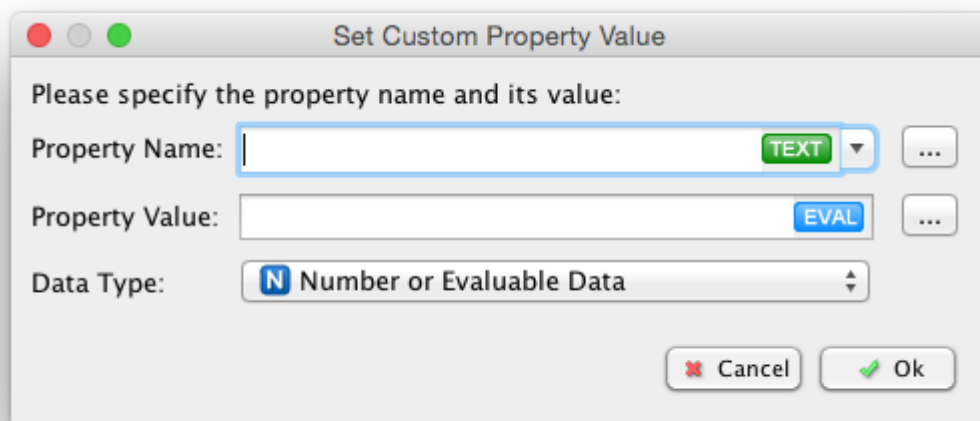 Set Custom Property Value
Please specify the property name and its value:
Property Name: TEXT ...
Property Value: EVAL ...
Data Type: N Number or Evaluable Data
Cancel Ok